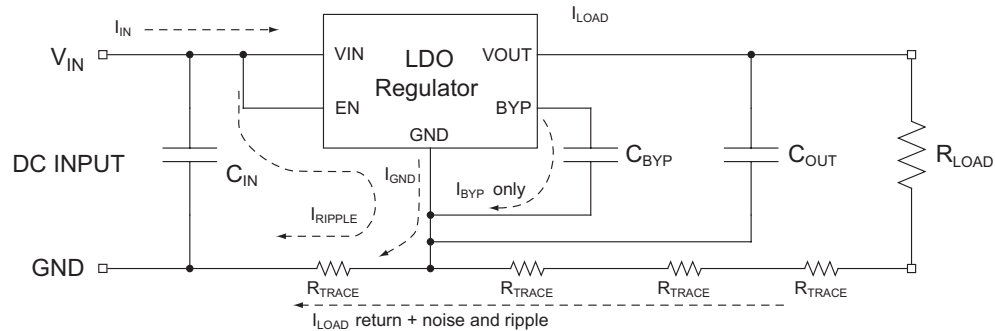 I_IN
I_LOAD
V_IN
VIN
LDO
Regulator
VOUT
EN
BYP
GND
DC INPUT
C_IN
I_GND
I_BYP only
C_BYP
C_OUT
R_LOAD
I_RIPPLE
GND
R_TRACE
R_TRACE
R_TRACE
R_TRACE
I_LOAD return + noise and ripple